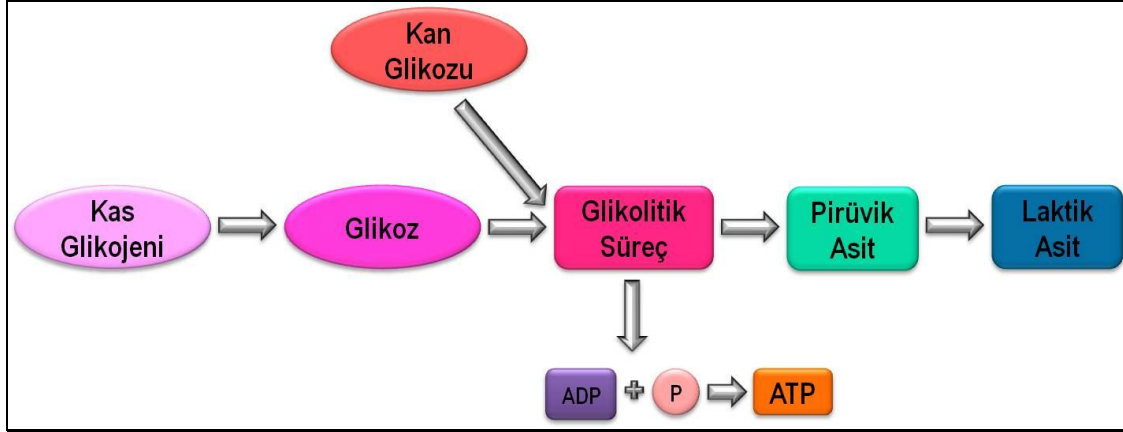 Kan
Glikozu
Kas
Glikojeni
Glikoz
Glikolitik
Süreç
Pirüvik
Asit
Laktik
Asit
ADP + P
ATP